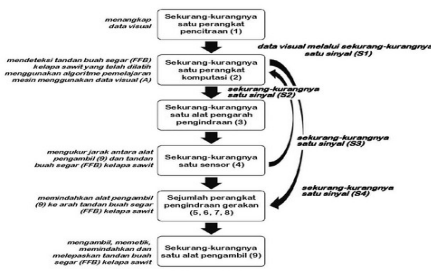 menangkap
data visual
Sekurang-kurangnya
satu perangkat
pencitraan (1)
data visual melalui sekurang-kurangnya
satu sinyal (S1)
mendeteksi tandan buah segar (FFB)
kelapa sawit yang telah dilatih
menggunakan algoritme pemelajaran
mesin menggunakan data visual (A)
Sekurang-kurangnya
satu perangkat
komputasi (2)
sekurang-kurangnya
satu sinyal (S2)
Sekurang-kurangnya
satu alat pengarah
pengindraan (3)
sekurang-kurangnya
satu sinyal (S3)
mengukur jarak antara alat
pengambil (9) dan tandan
buah segar (FFB) kelapa sawit
Sekurang-kurangnya
satu sensor (4)
sekurang-kurangnya
satu sinyal (S4)
memindahkan alat pengambil
(9) ke arah tandan buah segar
(FFB) kelapa sawit
Sejumlah perangkat
pengindraan gerakan
(5, 6, 7, 8)
mengambil, memetik,
memindahkan dan
melepaskan tandan buah
segar (FFB) kelapa sawit
Sekurang-kurangnya
satu alat pengambil (9)